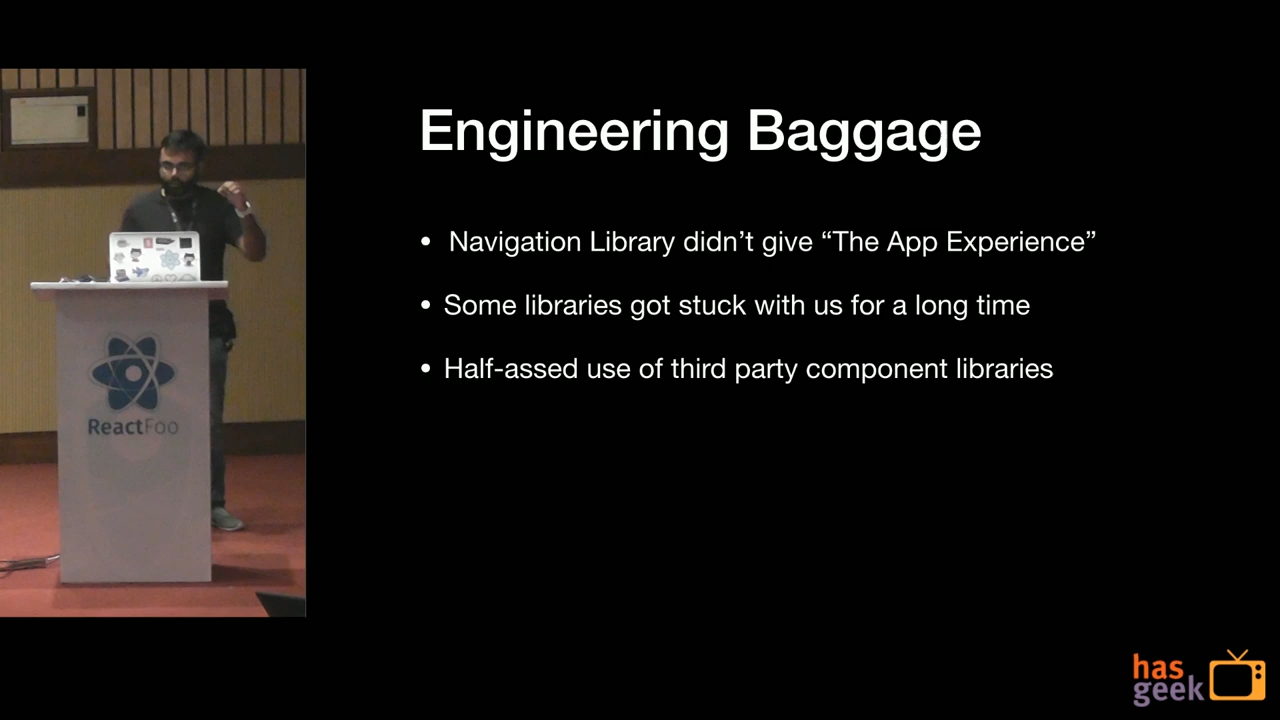 Engineering Baggage
• Navigation Library didn’t give “The App Experience”
• Some libraries got stuck with us for a long time
• Half-assed use of third party component libraries
ReactFoo
has
geek